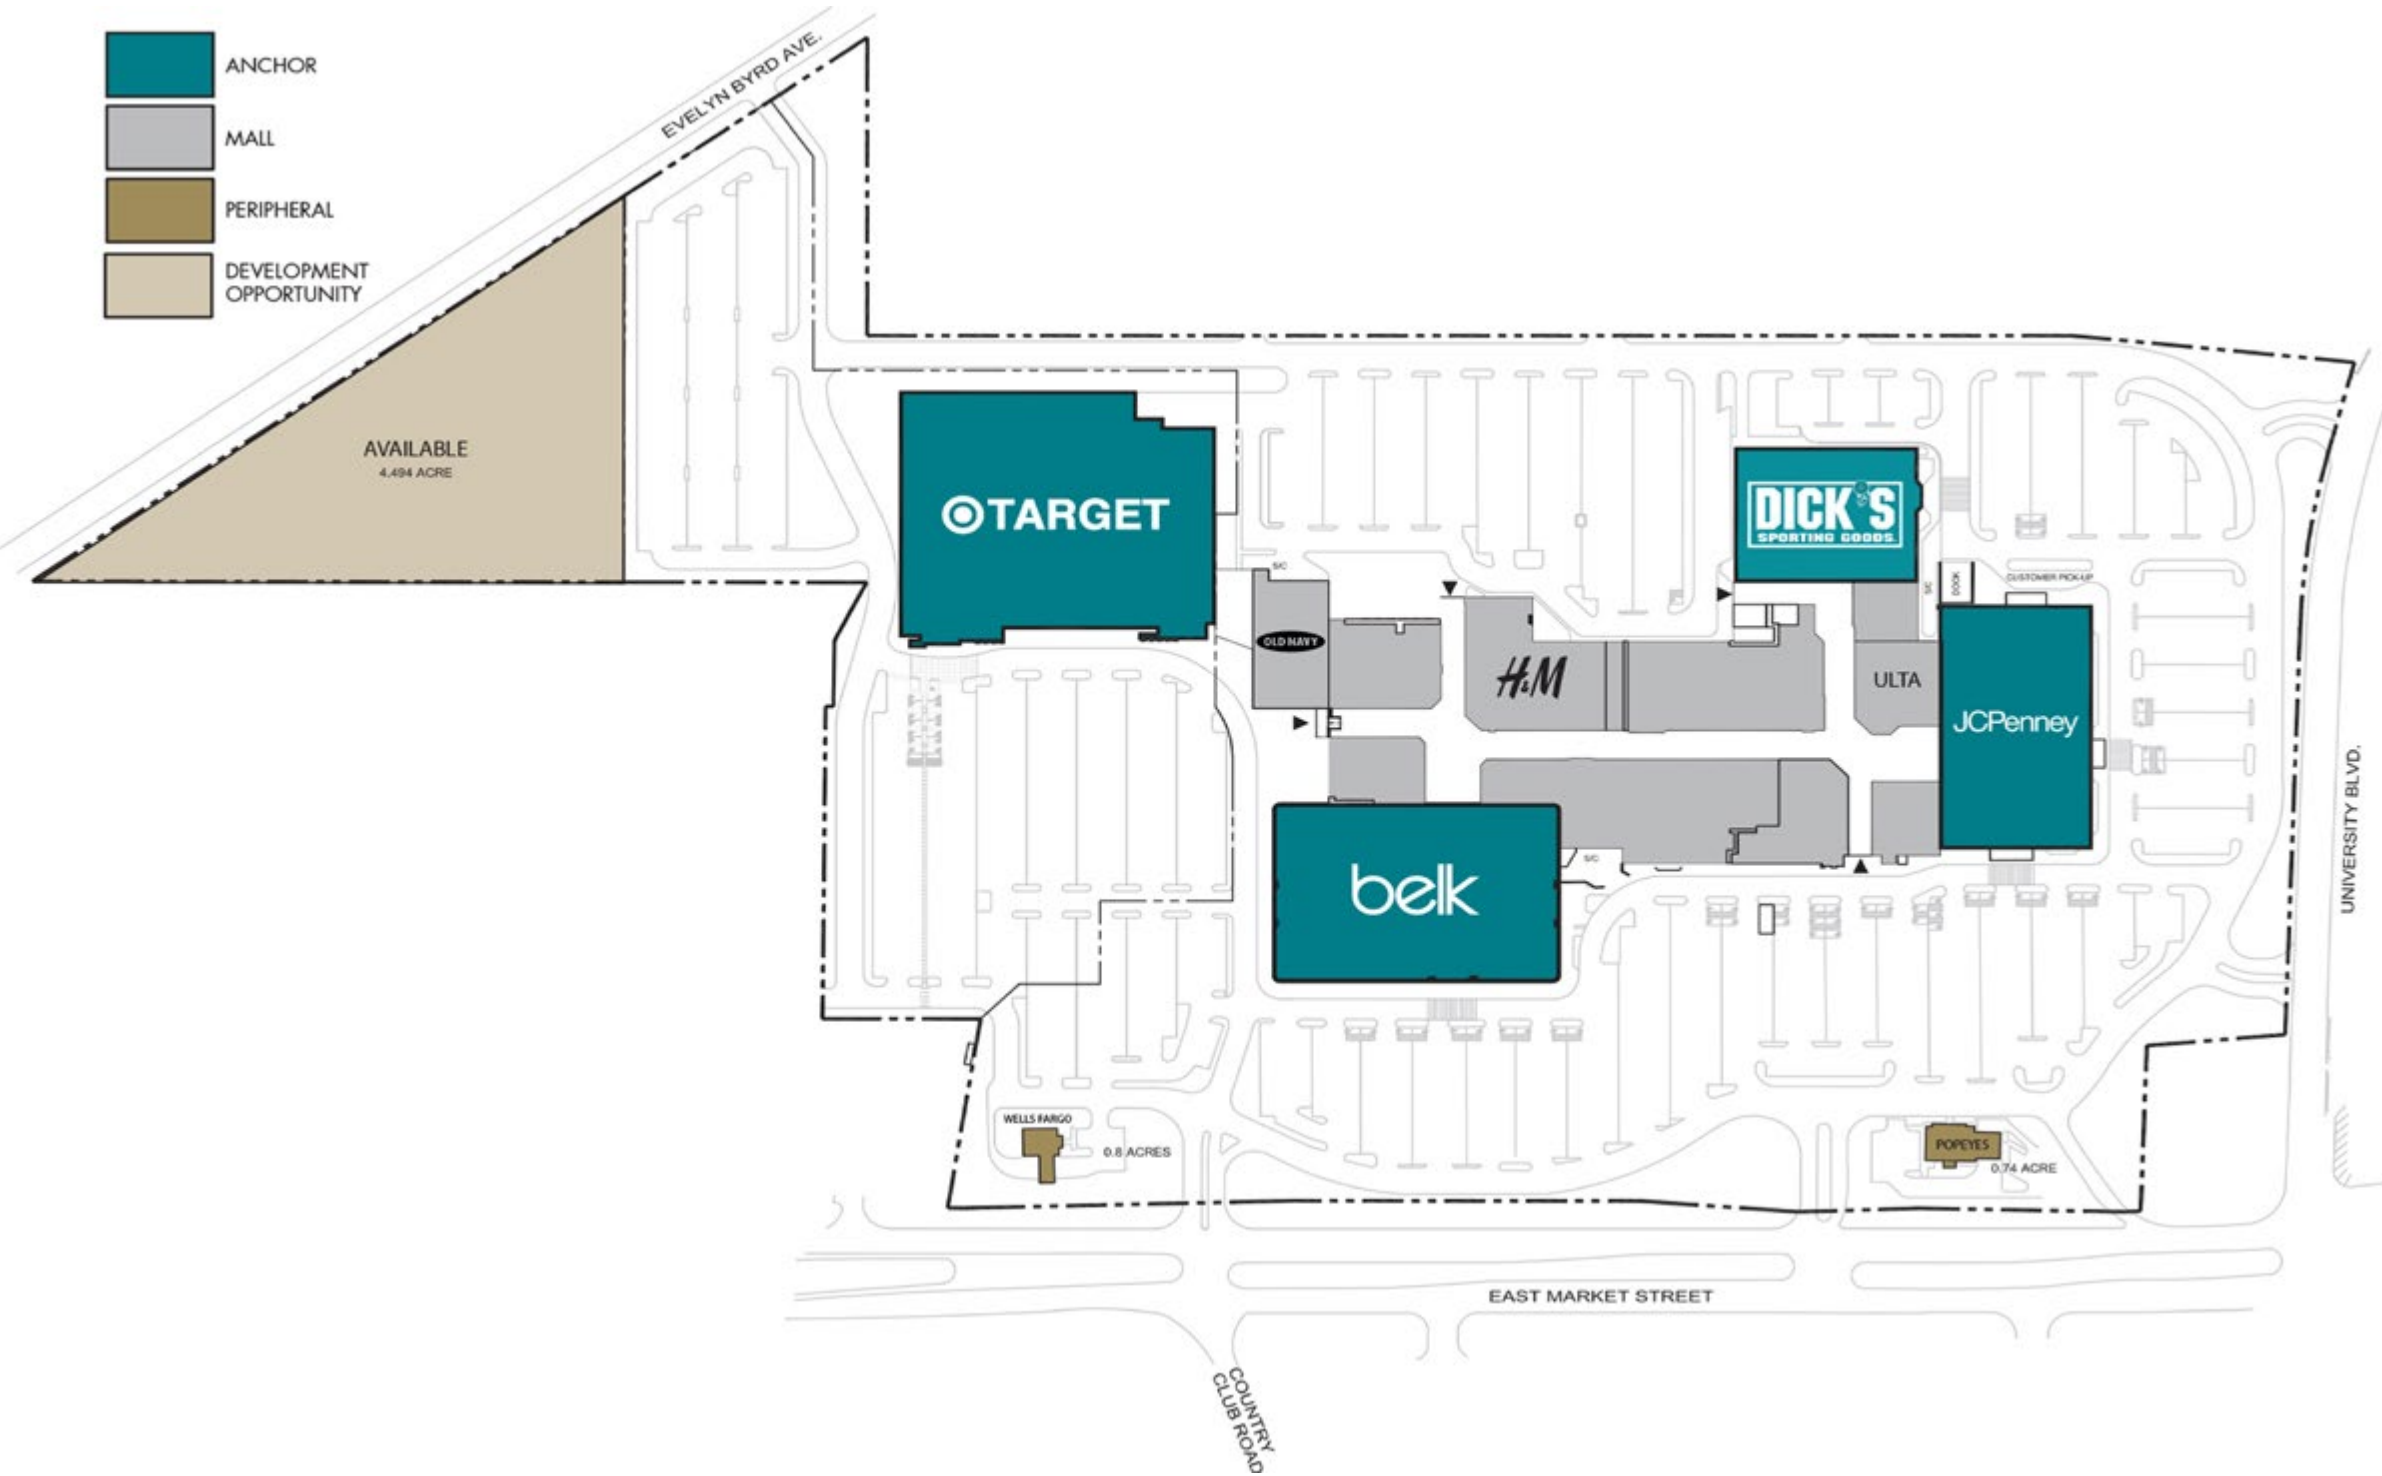 ANCHOR
MALL
PERIPHERAL
DEVELOPMENT
OPPORTUNITY
EVELYN BYRD AVE.
AVAILABLE
4.494 ACRE
TARGET
DICK'S
SPORTING GOODS
S/C
S/C
DOCK
CUSTOMER PICK-UP
OLD NAVY
H&M
ULTA
JCPenney
UNIVERSITY BLVD.
belk
S/C
WELLS FARGO
0.8 ACRES
POPEYES
0.74 ACRE
EAST MARKET STREET
COUNTRY
CLUB ROAD